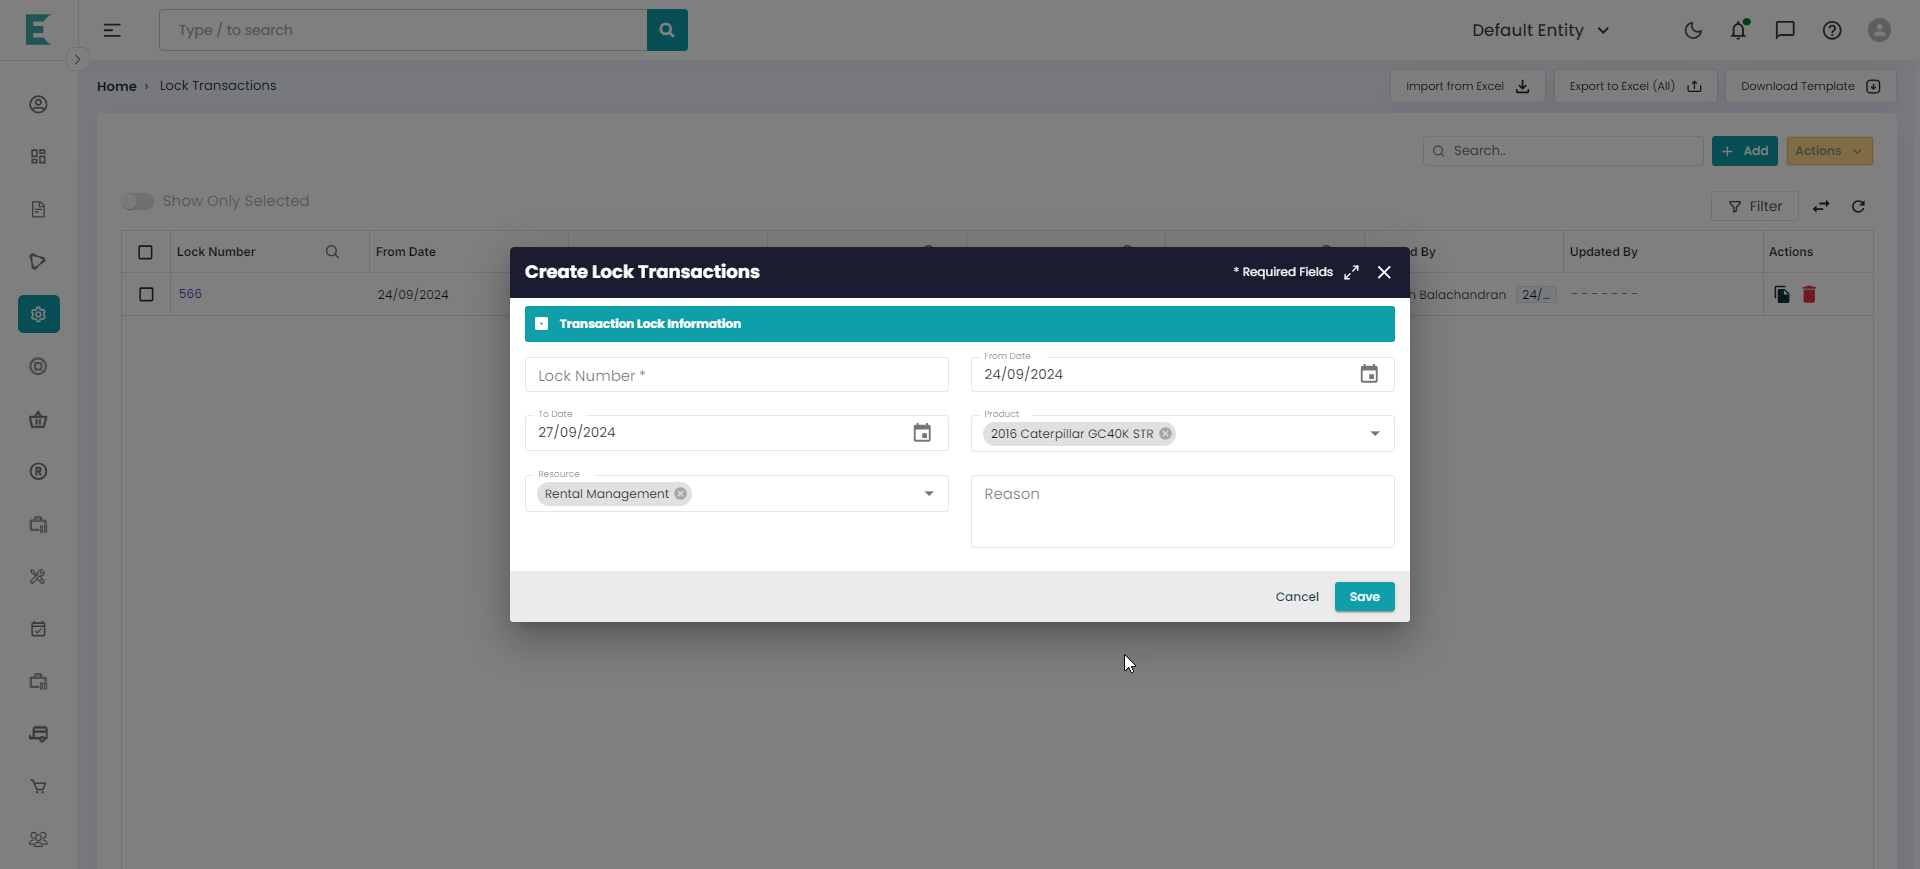 Type / to search
Default Entity
Home › Lock Transactions
Import from Excel
Export to Excel (All)
Download Template
Search..
+ Add
Actions
Show Only Selected
Filter
Lock Number
From Date
d By
Updated By
Actions
566
24/09/2024
n Balachandran
24/...
-------
Create Lock Transactions
* Required Fields
Transaction Lock Information
Lock Number *
From Date
24/09/2024
To Date
27/09/2024
Product
2016 Caterpillar GC40K STR
Resource
Rental Management
Reason
Cancel
Save